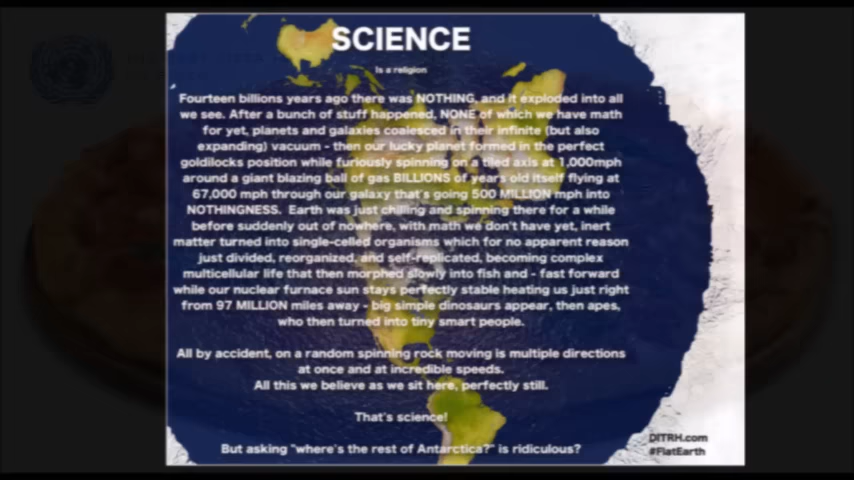 SCIENCE
Is a religion
Fourteen billions years ago there was NOTHING, and it exploded into all
we see. After a bunch of stuff happened, NONE of which we have math
for yet, planets and galaxies coalesced in their infinite (but also
expanding) vacuum - then our lucky planet formed in the perfect
goldilocks position while furiously spinning on a tiled axis at 1,000mph
around a giant blazing ball of gas BILLIONS of years old itself flying at
67,000 mph through our galaxy that's going 500 MILLION mph into
NOTHINGNESS. Earth was just chilling and spinning there for a while
before suddenly out of nowhere, with math we don't have yet, inert
matter turned into single-celled organisms which for no apparent reason
just divided, reorganized, and self-replicated, becoming complex
multicellular life that then morphed slowly into fish and - fast forward
while our nuclear furnace sun stays perfectly stable heating us just right
from 97 MILLION miles away - big simple dinosaurs appear, then apes,
who then turned into tiny smart people.
All by accident, on a random spinning rock moving is multiple directions
at once and at incredible speeds.
All this we believe as we sit here, perfectly still.
That's science!
But asking "where's the rest of Antarctica?" is ridiculous?
DITRH.com
#FlatEarth